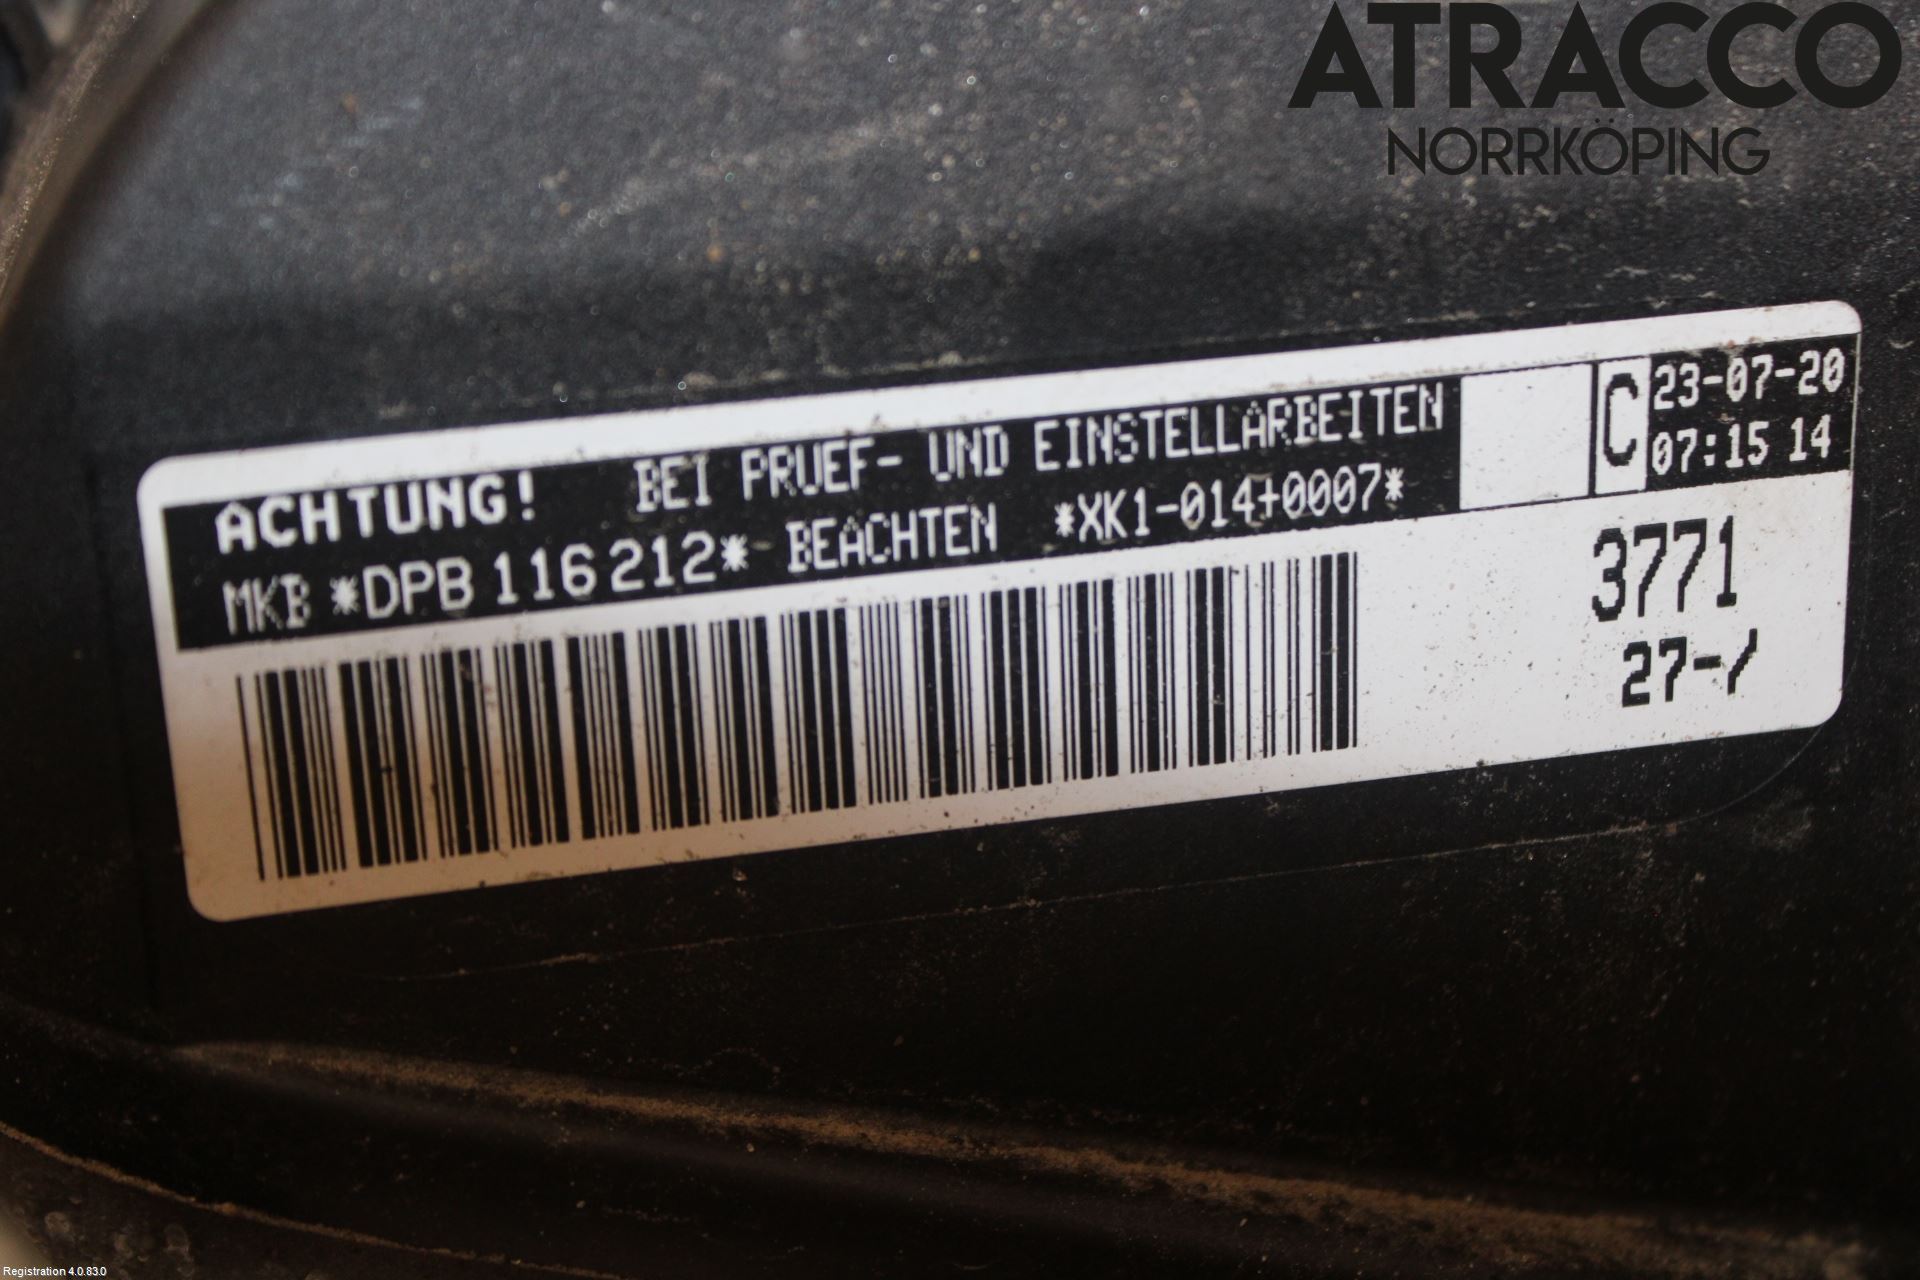 ATRACCO
NORRKÖPING
ACHTUNG! BEI PRUEF- UND EINSTELLARBEITEN
MKB *DPB 116 212* BEACHTEN *XK1-014+0007*
C
23-07-20
07:15 14
3771
27-/
Registration 4.0.83.0